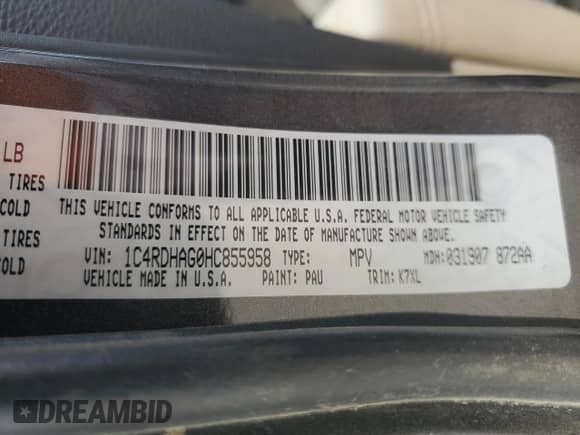 LB
TIRES
COLD
TIRES
COLD
THIS VEHICLE CONFORMS TO ALL APPLICABLE U.S.A. FEDERAL MOTOR VEHICLE SAFETY
STANDARDS IN EFFECT ON THE DATE OF MANUFACTURE SHOWN ABOVE.
VIN: 1C4RDHAG0HC855958 TYPE: MPV MDH: 031907 872AA
VEHICLE MADE IN U.S.A. PAINT: PAU TRIM: K7XL
DREAMBID